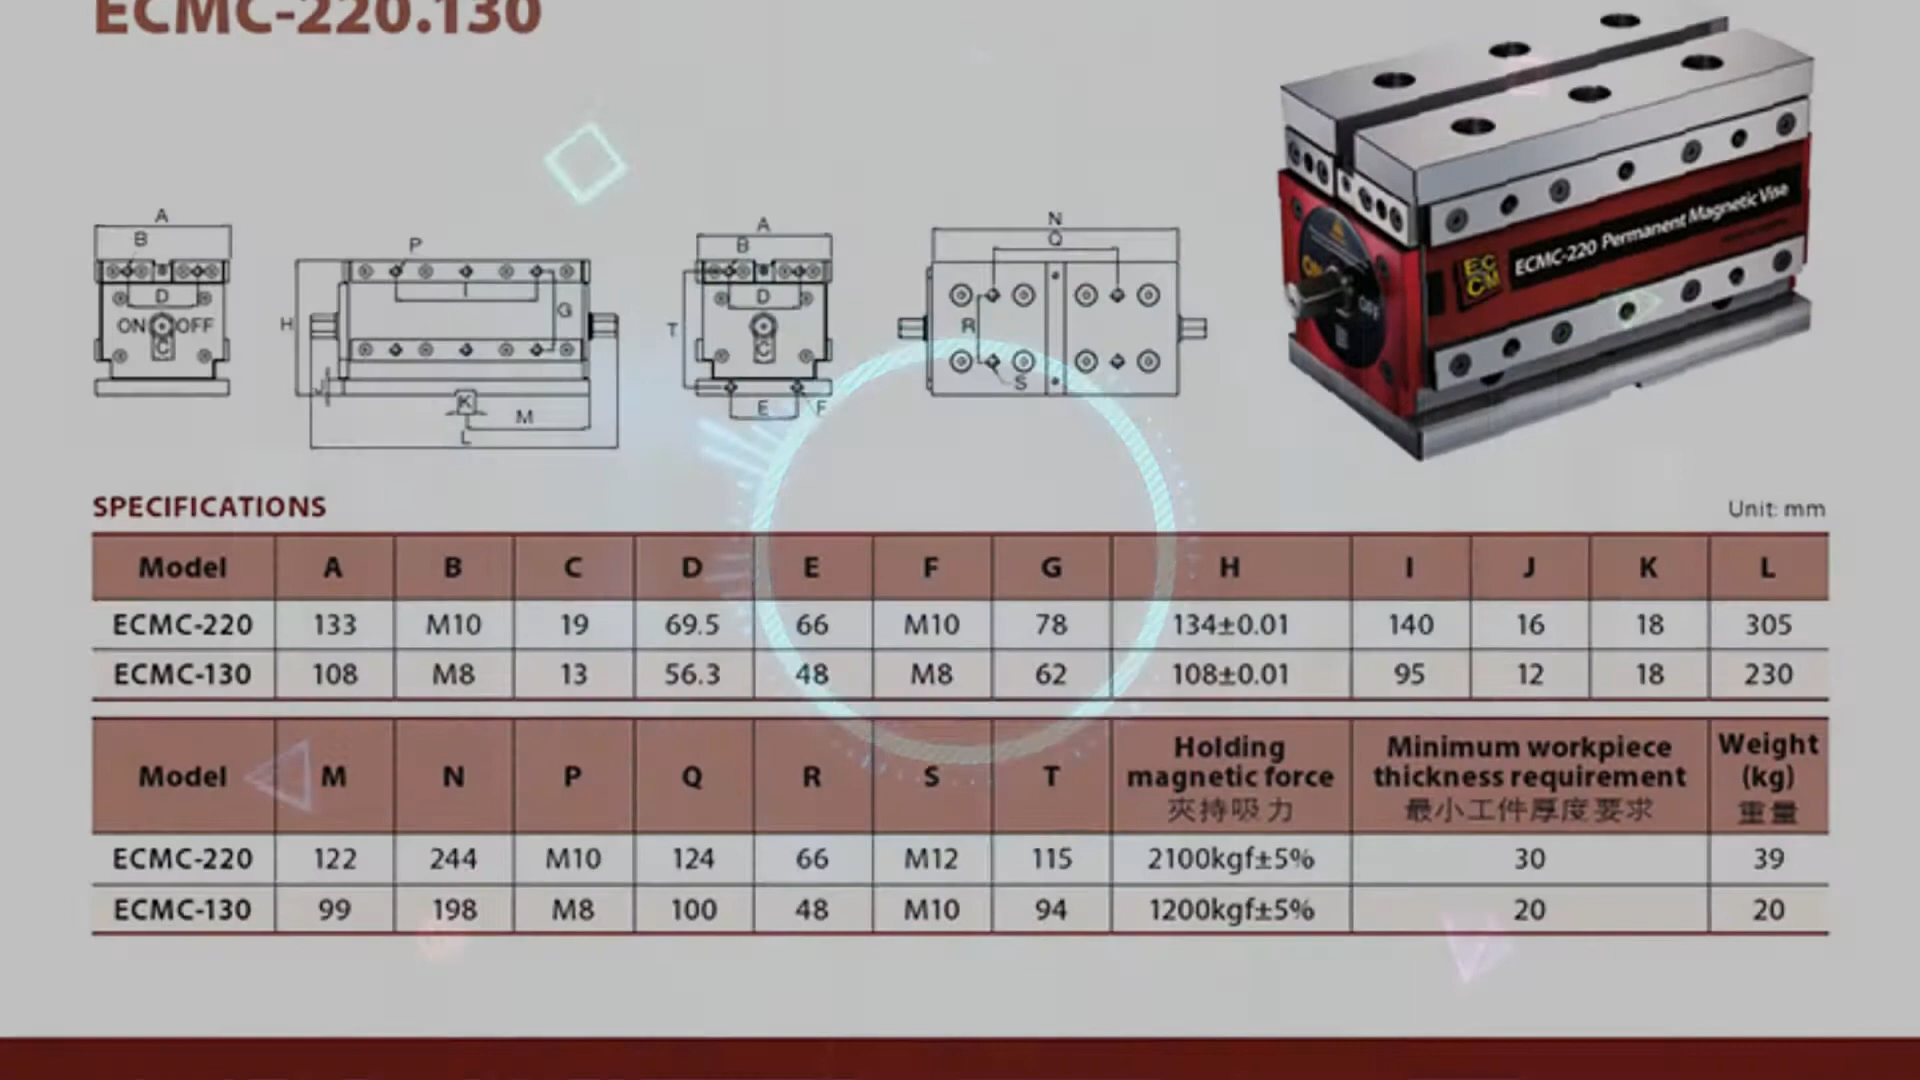 ECMC-220.130
A
B
D
ON OFF
C
P
H
I
G
J
K
M
L
A
B
D
T
C
E
F
N
Q
R
S
ON
OFF
EC
CM
ECMC-220 Permanent Magnetic Vise
SPECIFICATIONS
Unit: mm
Model A B C D E F G H I J K L
ECMC-220 133 M10 19 69.5 66 M10 78 134±0.01 140 16 18 305
ECMC-130 108 M8 13 56.3 48 M8 62 108±0.01 95 12 18 230
Model M N P Q R S T Holding magnetic force 夾持吸力 Minimum workpiece thickness requirement 最小工件厚度要求 Weight (kg) 重量
ECMC-220 122 244 M10 124 66 M12 115 2100kgf±5% 30 39
ECMC-130 99 198 M8 100 48 M10 94 1200kgf±5% 20 20